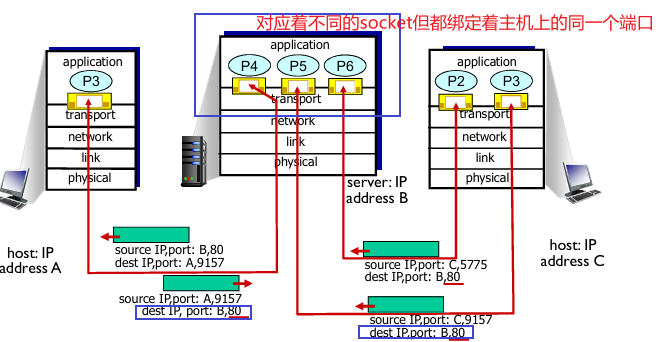 对应着不同的socket但都绑定着主机上的同一个端口
application
P3
transport
network
link
physical
host: IP
address A
application
P4 P5 P6
transport
network
link
physical
server: IP
address B
application
P2 P3
transport
network
link
physical
host: IP
address C
source IP,port: B,80
dest IP,port: A,9157
source IP,port: A,9157
dest IP, port: B,80
source IP,port: C,5775
dest IP,port: B,80
source IP,port: C,9157
dest IP,port: B,80